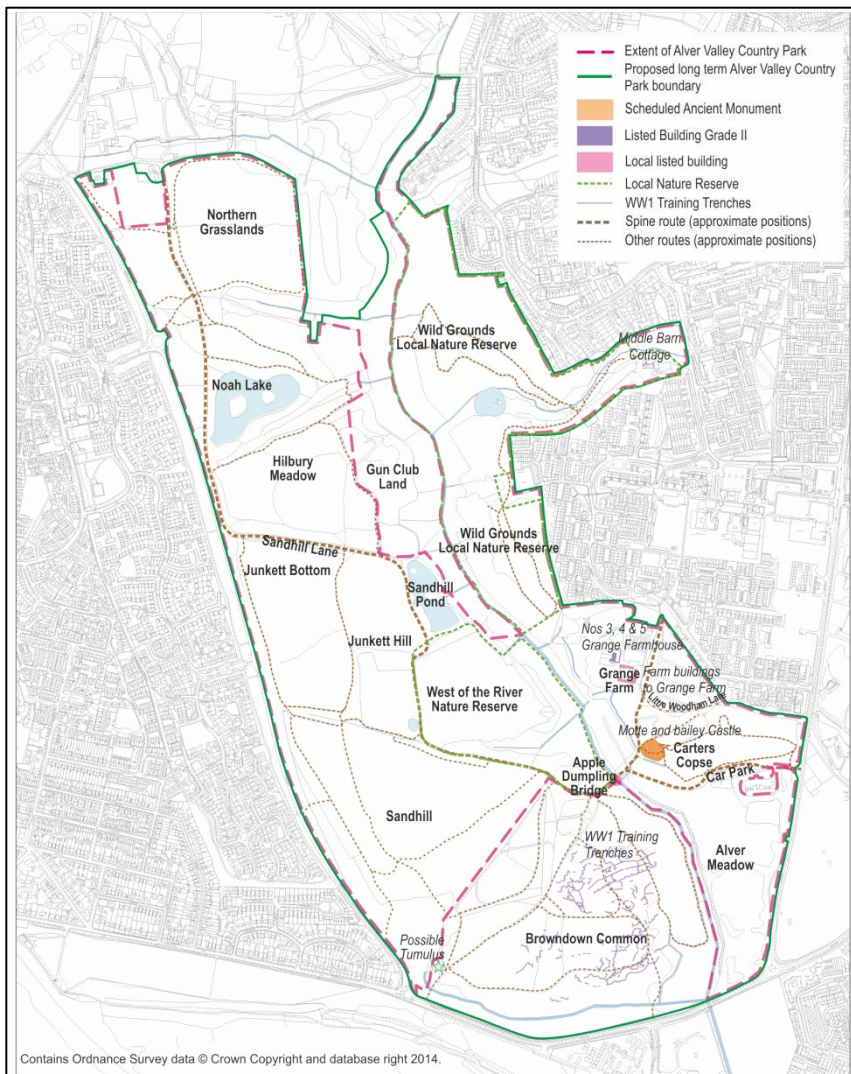 Extent of Alver Valley Country Park
Proposed long term Alver Valley Country
Park boundary
Scheduled Ancient Monument
Listed Building Grade II
Local listed building
Local Nature Reserve
WW1 Training Trenches
Spine route (approximate positions)
Other routes (approximate positions)
Northern
Grasslands
Wild Grounds
Local Nature Reserve
Middle Barn
Cottage
Noah Lake
Hilbury
Meadow
Gun Club
Land
Wild Grounds
Local Nature Reserve
Sandhill Lane
Junkett Bottom
Sandhill
Pond
Junkett Hill
Nos 3, 4 & 5
Grange Farmhouse
Grange
Farm
Farm buildings
to Grange Farm
Little Woodham Lane
West of the River
Nature Reserve
Motte and bailey Castle
Carters
Copse
Car Park
Apple
Dumpling
Bridge
Sandhill
WW1 Training
Trenches
Alver
Meadow
Browndown Common
Possible
Tumulus
Contains Ordnance Survey data © Crown Copyright and database right 2014.